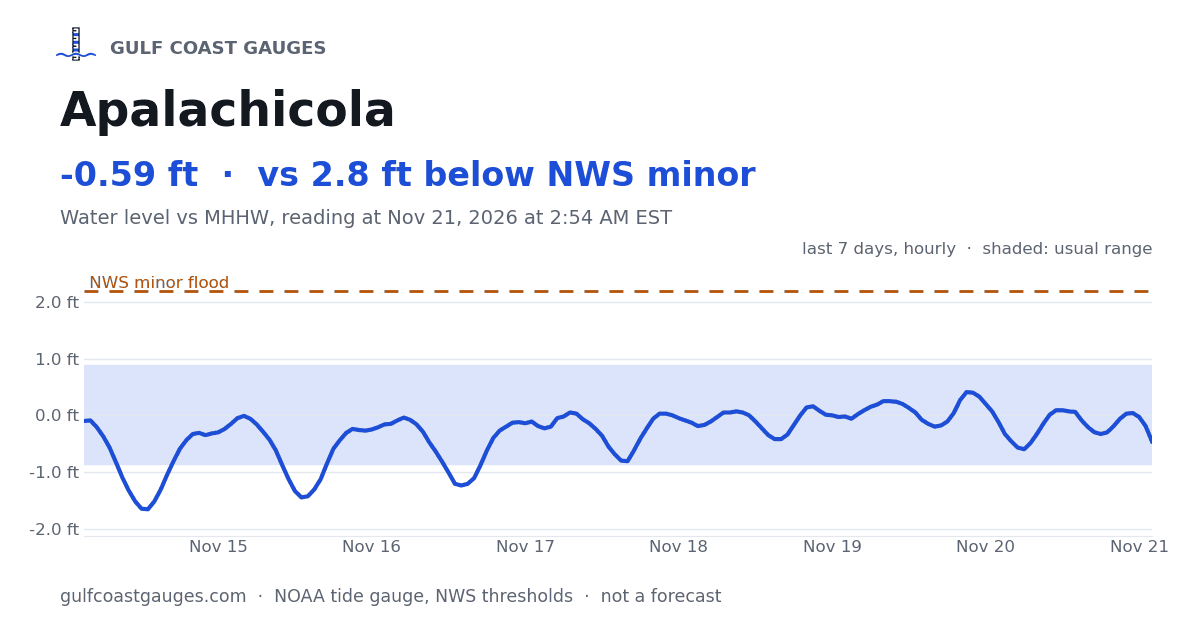 GULF COAST GAUGES
Apalachicola
-0.59 ft · vs 2.8 ft below NWS minor
Water level vs MHHW, reading at Nov 21, 2026 at 2:54 AM EST
last 7 days, hourly · shaded: usual range
NWS minor flood
2.0 ft
1.0 ft
0.0 ft
-1.0 ft
-2.0 ft
Nov 15 Nov 16 Nov 17 Nov 18 Nov 19 Nov 20 Nov 21
gulfcoastgauges.com · NOAA tide gauge, NWS thresholds · not a forecast